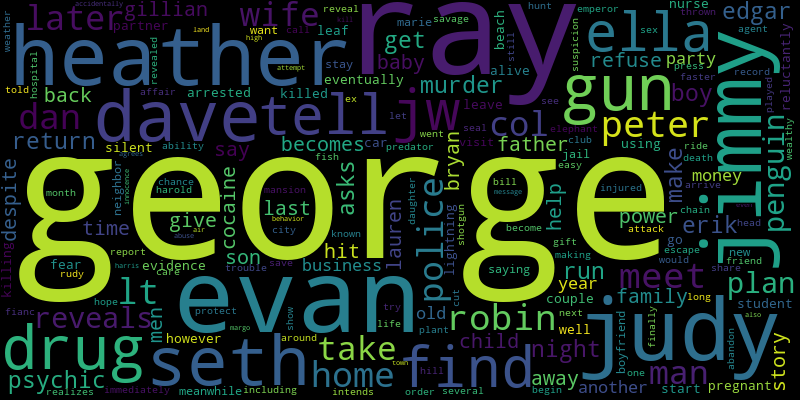 later gillian wife heather ray ella edgar nurse
weather partner revealed leaf get beach land accidentally reveal hunt emperor kill
want call high attempt marie savage still alive sex suspicion thrown agent
hospital affair arrested stay baby eventually killed murder refuse party press faster record
told back dan davetell jw gun boy jimmy reluctantly
return silent say ex let leave went seal elephant visit col peter played wealthy
becomes father using club jail easy
george
despite neighbor innocence agrees ability car predator fish bryan see penguin
month chance harold mansion asks police daughter shotgun bill injured help make money ride death arrive chain
time give cocaine last city known lauren lightning message power erik go escape head
killing fear rudy report evidence behavior air abuse son hit business old become saying gift making attack would new friend share even
harris care trouble save run meet plan
lt evan robin judy
reveals men hope however protect show couple year family long student
drug seth take find cut try life next well finally boyfriend story also
fiancé psychic home around plant child night man one abandon
realizes immediately meanwhile including margo intends town order hill several away begin another start pregnant